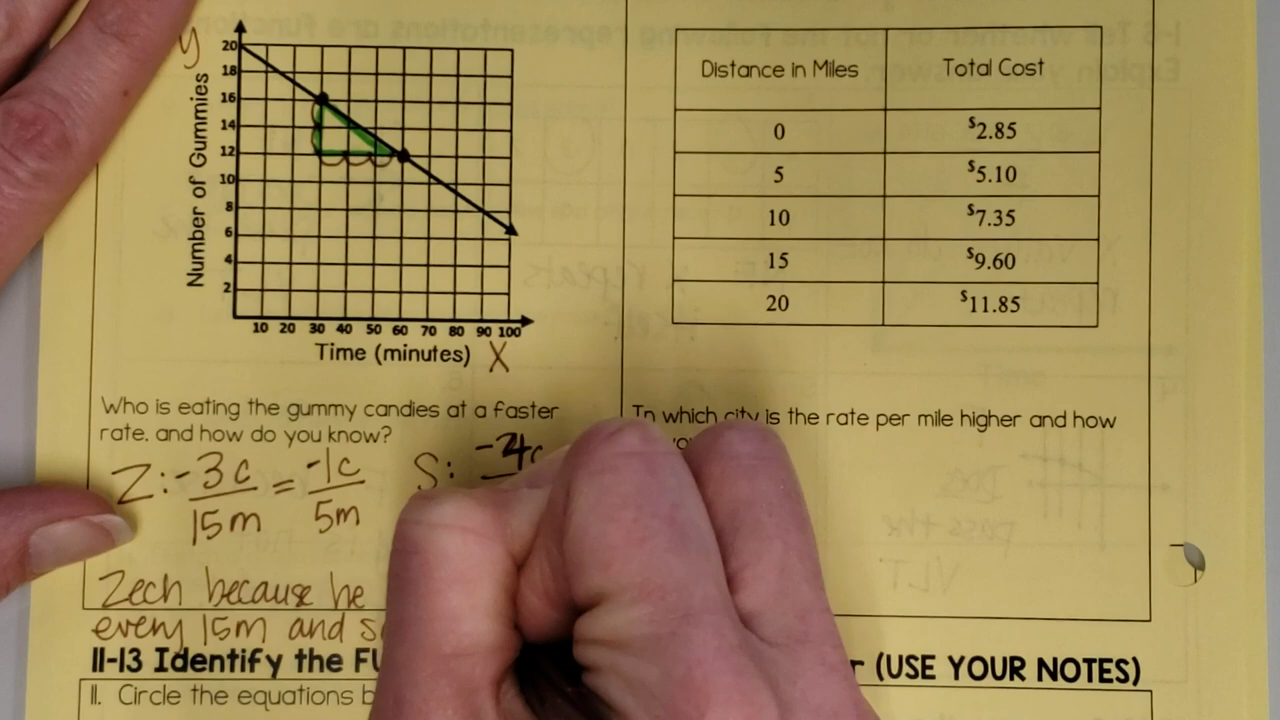 y
Number of Gummies
20
18
16
14
12
10
8
6
4
2
10 20 30 40 50 60 70 80 90 100
Time (minutes) X
Distance in Miles Total Cost
0 $2.85
5 $5.10
10 $7.35
15 $9.60
20 $11.85
Who is eating the gummy candies at a faster
rate, and how do you know?
Z: -3c/15m = -1c/5m S: -4c
Zech because he
every 15m and
In which city is the rate per mile higher and how
11-13 Identify the (USE YOUR NOTES)
11. Circle the equations